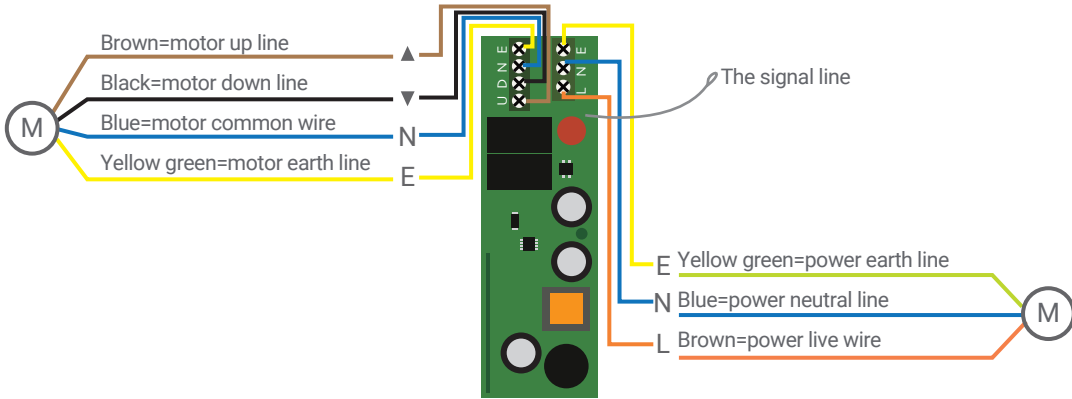 Brown=motor up line
Black=motor down line
Blue=motor common wire
Yellow green=motor earth line
M
▲
▼
N
E
U D N E
L N E
The signal line
E Yellow green=power earth line
N Blue=power neutral line
L Brown=power live wire
M